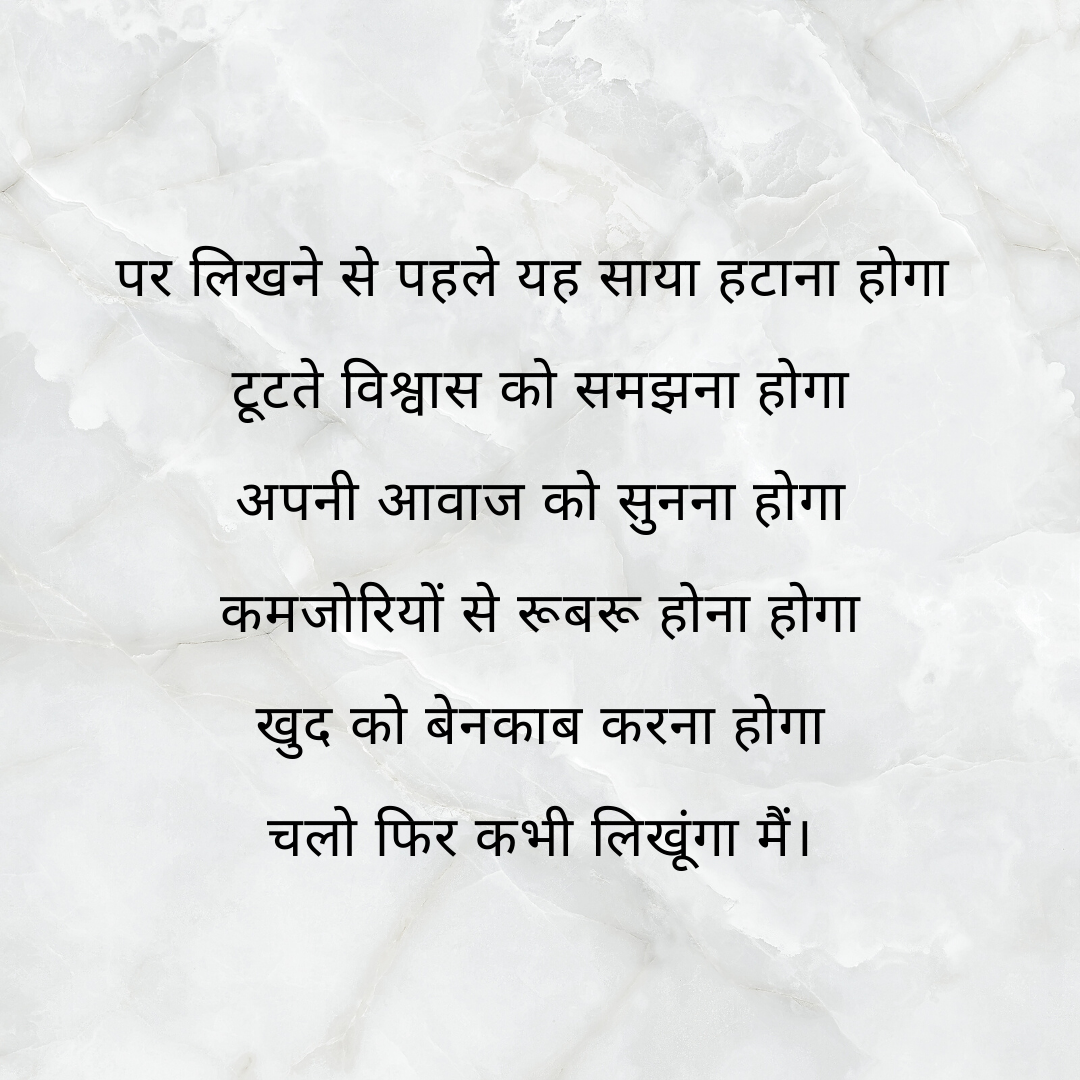 पर लिखने से पहले यह साया हटाना होगा
टूटते विश्वास को समझना होगा
अपनी आवाज को सुनना होगा
कमजोरियों से रूबरू होना होगा
खुद को बेनकाब करना होगा
चलो फिर कभी लिखूंगा मैं।